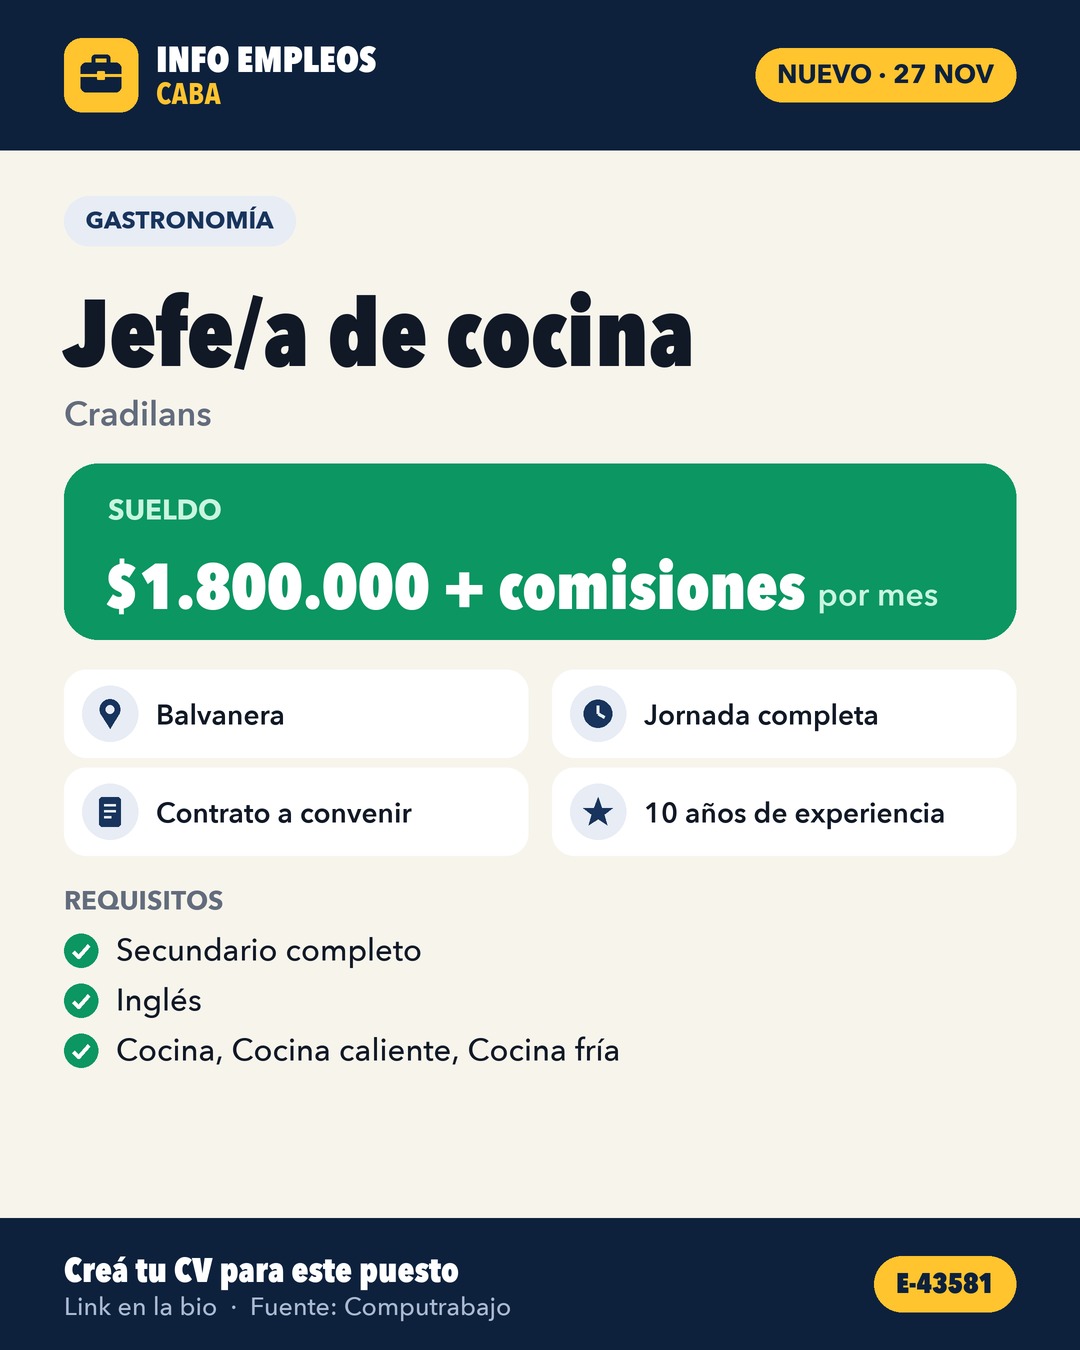 INFO EMPLEOS
CABA
NUEVO · 27 NOV
GASTRONOMÍA
Jefe/a de cocina
Cradilans
SUELDO
$1.800.000 + comisiones por mes
Balvanera
Jornada completa
Contrato a convenir
10 años de experiencia
REQUISITOS
Secundario completo
Inglés
Cocina, Cocina caliente, Cocina fría
Creá tu CV para este puesto
Link en la bio · Fuente: Computrabajo
E-43581